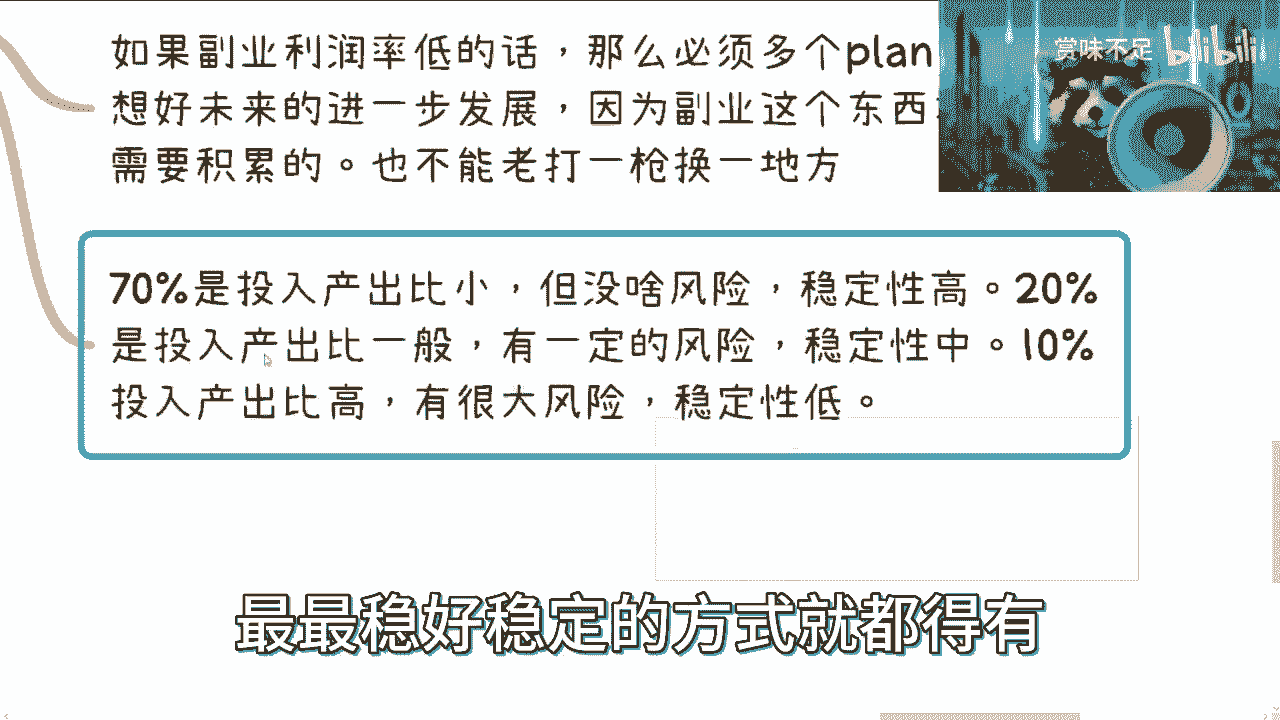 如果副业利润率低的话，那么必须多个plan
赏味不足 bilibili
想好未来的进一步发展，因为副业这个东西
需要积累的。也不能老打一枪换一地方
70%是投入产出比小，但没啥风险，稳定性高。20%
是投入产出比一般，有一定的风险，稳定性中。10%
投入产出比高，有很大风险，稳定性低。
最最稳好稳定的方式就都得有